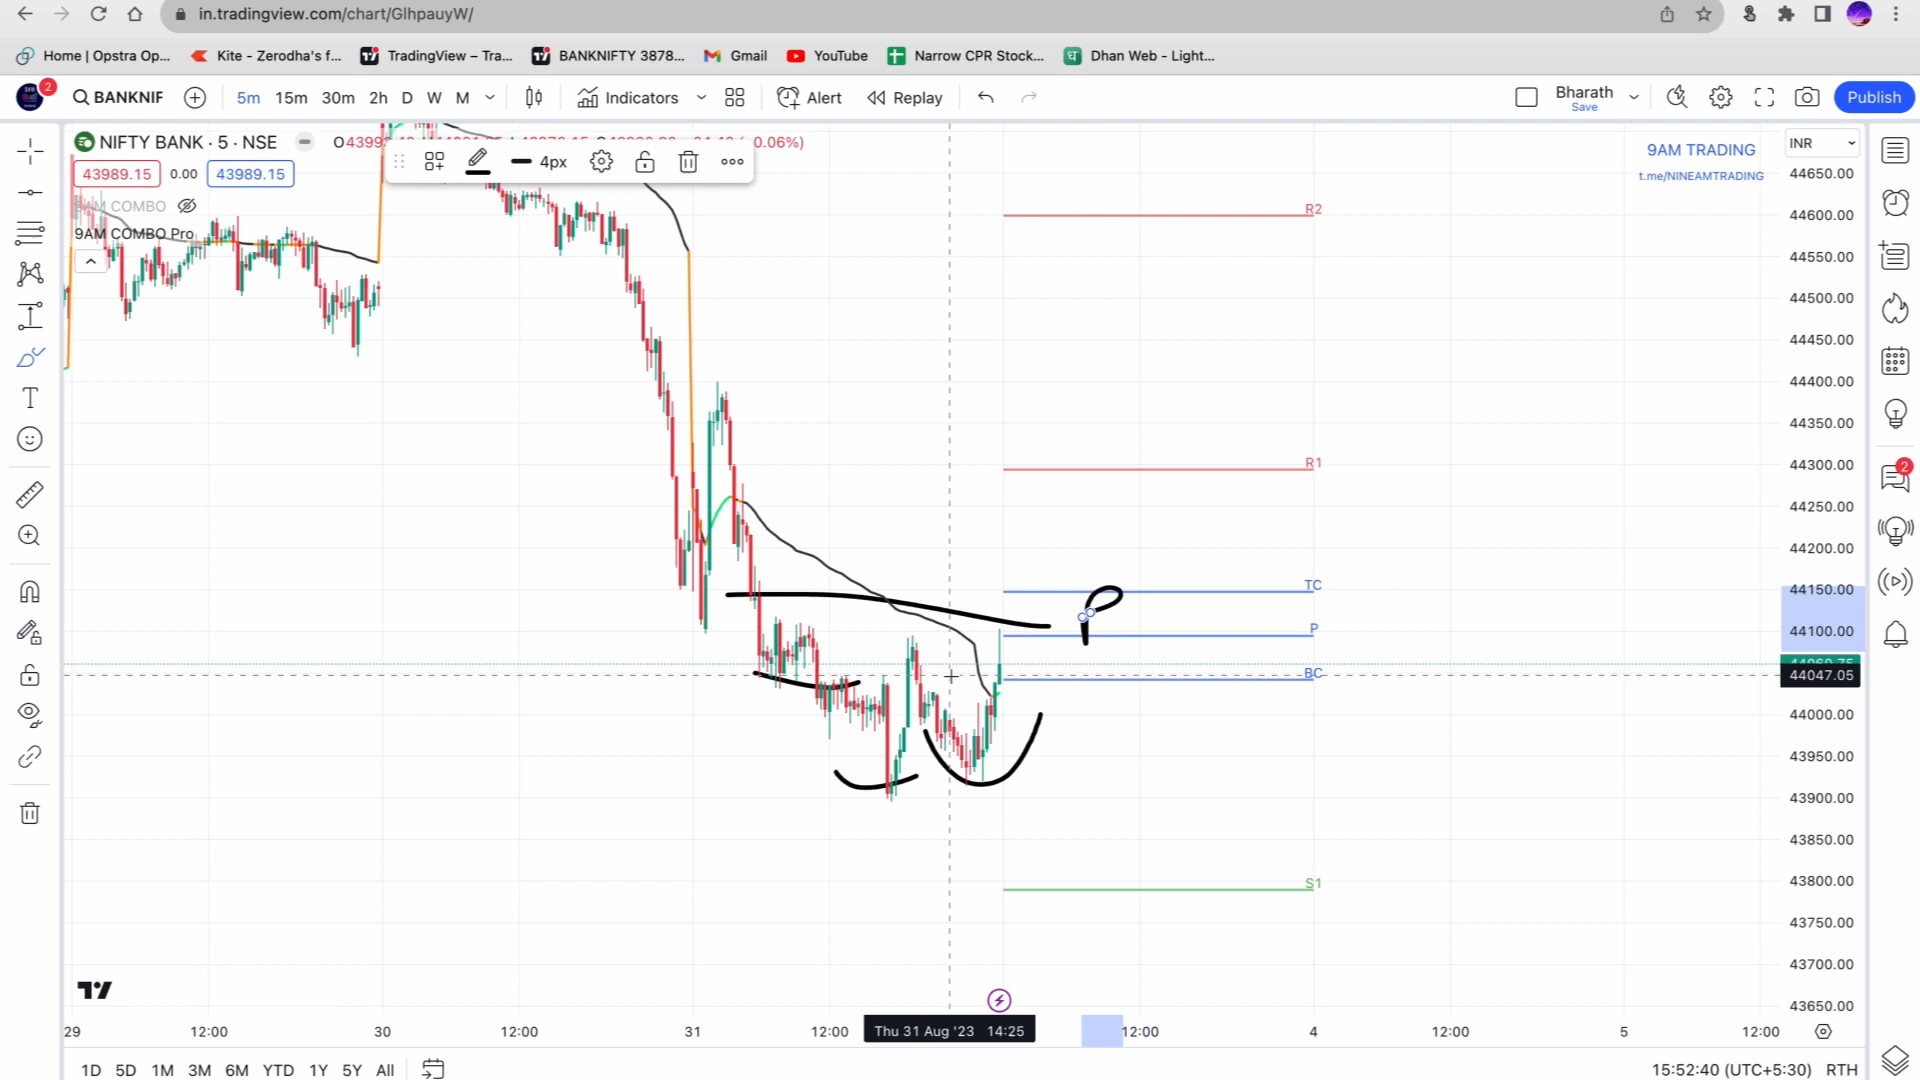 in.tradingview.com/chart/GlhpauyW/
Home | Opstra Op... Kite - Zerodha's f... TradingView – Tra... BANKNIFTY 3878... Gmail YouTube Narrow CPR Stock... Dhan Web - Light...
2 BANKNIF 5m 15m 30m 2h D W M Indicators Alert Replay Bharath Save Publish
NIFTY BANK · 5 · NSE
0.06%)
4px
INR
43989.15 0.00 43989.15
9AM TRADING
t.me/NINEAMTRADING
9AM COMBO Pro
R2
R1
TC
P
BC
S1
44650.00
44600.00
44550.00
44500.00
44450.00
44400.00
44350.00
44300.00
44250.00
44200.00
44150.00
44100.00
44047.05
44000.00
43950.00
43900.00
43850.00
43800.00
43750.00
43700.00
43650.00
2
29 12:00 30 12:00 31 12:00 Thu 31 Aug '23 14:25 12:00 4 12:00 5 12:00
1D 5D 1M 3M 6M YTD 1Y 5Y All 15:52:40 (UTC+5:30) RTH